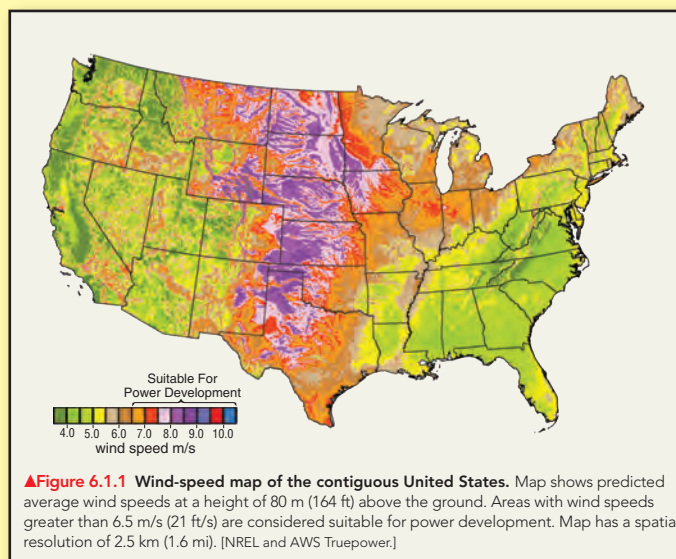 Suitable For
Power Development
4.0 5.0 6.0 7.0 8.0 9.0 10.0
wind speed m/s
▲Figure 6.1.1 Wind-speed map of the contiguous United States. Map shows predicted
average wind speeds at a height of 80 m (164 ft) above the ground. Areas with wind speeds
greater than 6.5 m/s (21 ft/s) are considered suitable for power development. Map has a spatia
resolution of 2.5 km (1.6 mi). [NREL and AWS Truepower.]